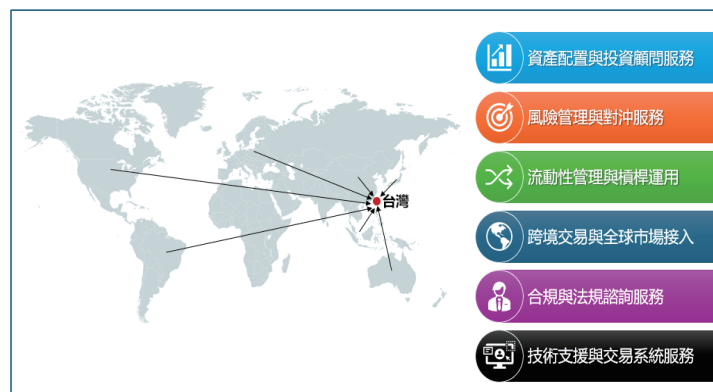 台灣
資產配置與投資顧問服務
風險管理與對沖服務
流動性管理與槓桿運用
跨境交易與全球市場接入
合規與法規諮詢服務
技術支援與交易系統服務